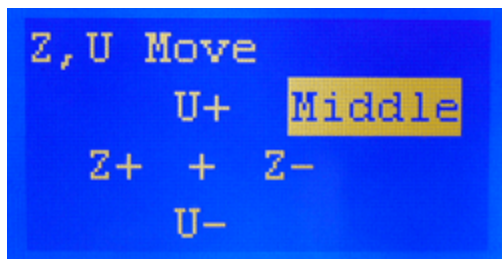 Z,U Move
U+ Middle
Z+ + Z-
U-